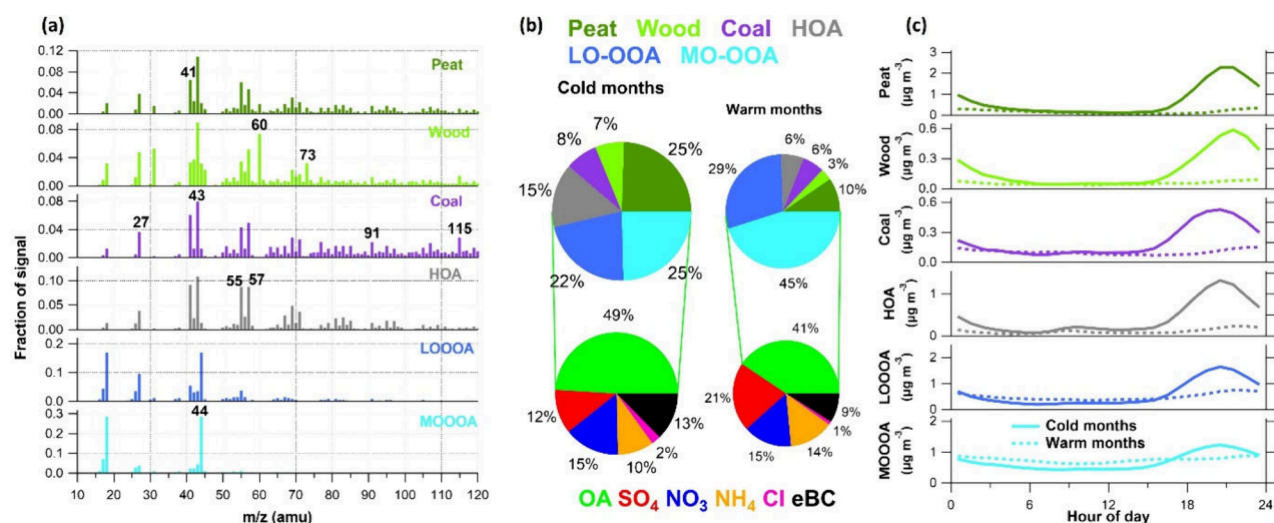 (a)
0.12
0.08
0.04
0.00
Peat
41
0.08
0.04
0.00
Wood
60
73
0.08
0.04
0.00
Coal
27
43
91
115
0.10
0.05
0.00
HOA
55
57
0.2
0.1
0.0
LOOOA
0.3
0.2
0.1
0.0
MOOOA
44
Fraction of signal
10 20 30 40 50 60 70 80 90 100 110 120
m/z (amu)
(b)
Peat Wood Coal HOA
LO-OOA MO-OOA
Cold months
7%
8%
25%
15%
22%
25%
Warm months
6%
6%
3%
29%
10%
45%
49%
12%
13%
15%
10%
2%
41%
21%
9%
1%
15%
14%
OA SO4 NO3 NH4 Cl eBC
(c)
Peat
(µg m⁻³)
3
2
1
0
Wood
(µg m⁻³)
0.6
0.3
0.0
Coal
(µg m⁻³)
0.6
0.3
0.0
HOA
(µg m⁻³)
1
0
LOOOA
(µg m⁻³)
2
1
0
MOOOA
(µg m⁻³)
2
1
0
Cold months
Warm months
0 6 12 18 24
Hour of day